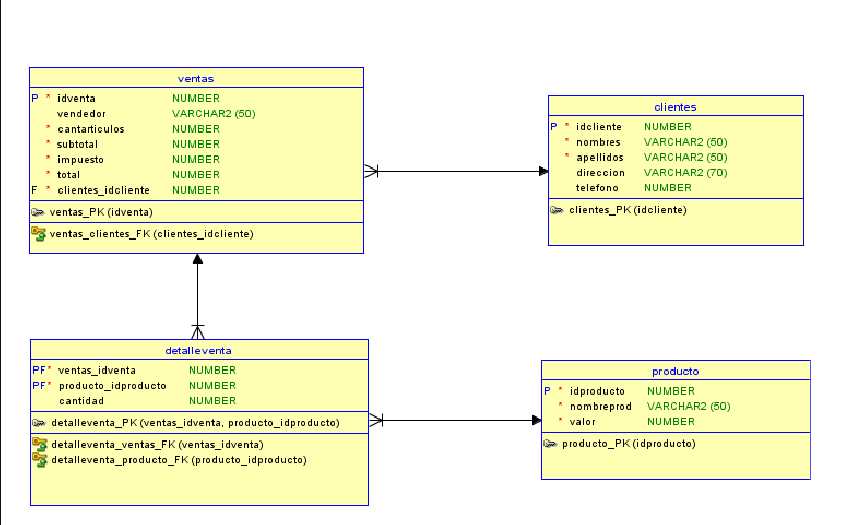 ventas
P * idventa NUMBER
vendedor VARCHAR2 (50)
* cantarticulos NUMBER
* subtotal NUMBER
* impuesto NUMBER
* total NUMBER
F * clientes_idcliente NUMBER
ventas_PK (idventa)
ventas_clientes_FK (clientes_idcliente)
clientes
P * idcliente NUMBER
* nombres VARCHAR2 (50)
* apellidos VARCHAR2 (50)
direccion VARCHAR2 (70)
telefono NUMBER
clientes_PK (idcliente)
detalleventa
PF * ventas_idventa NUMBER
PF * producto_idproducto NUMBER
cantidad NUMBER
detalleventa_PK (ventas_idventa, producto_idproducto)
detalleventa_ventas_FK (ventas_idventa)
detalleventa_producto_FK (producto_idproducto)
producto
P * idproducto NUMBER
* nombreprod VARCHAR2 (50)
* valor NUMBER
producto_PK (idproducto)